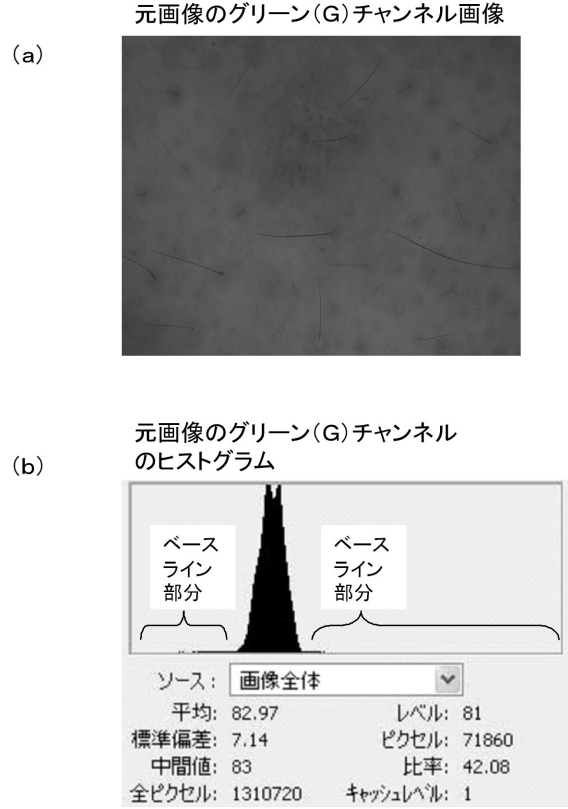 元画像のグリーン(G)チャンネル画像
(a)
元画像のグリーン(G)チャンネル
のヒストグラム
(b)
ベース
ライン
部分
ベース
ライン
部分
ソース: 画像全体
平均: 82.97 レベル: 81
標準偏差: 7.14 ピクセル: 71860
中間値: 83 比率: 42.08
全ピクセル: 1310720 キャッシュレベル: 1